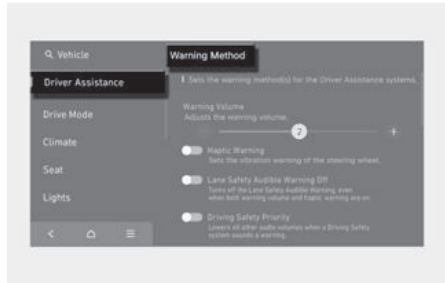 Vehicle
Warning Method
Driver Assistance
Sets the warning method(s) for the Driver Assistance systems.
Warning Volume
Adjusts the warning volume.
Drive Mode
2
+
Climate
Haptic Warning
Sets the vibration warning of the steering wheel.
Seat
Lane Safety Audible Warning Off
Turns off the Lane Safety Audible Warning, even
when both warning volume and haptic warning are on
Lights
Driving Safety Priority
Lowers all other audio volumes when a Driving Safety
system sounds a warning.